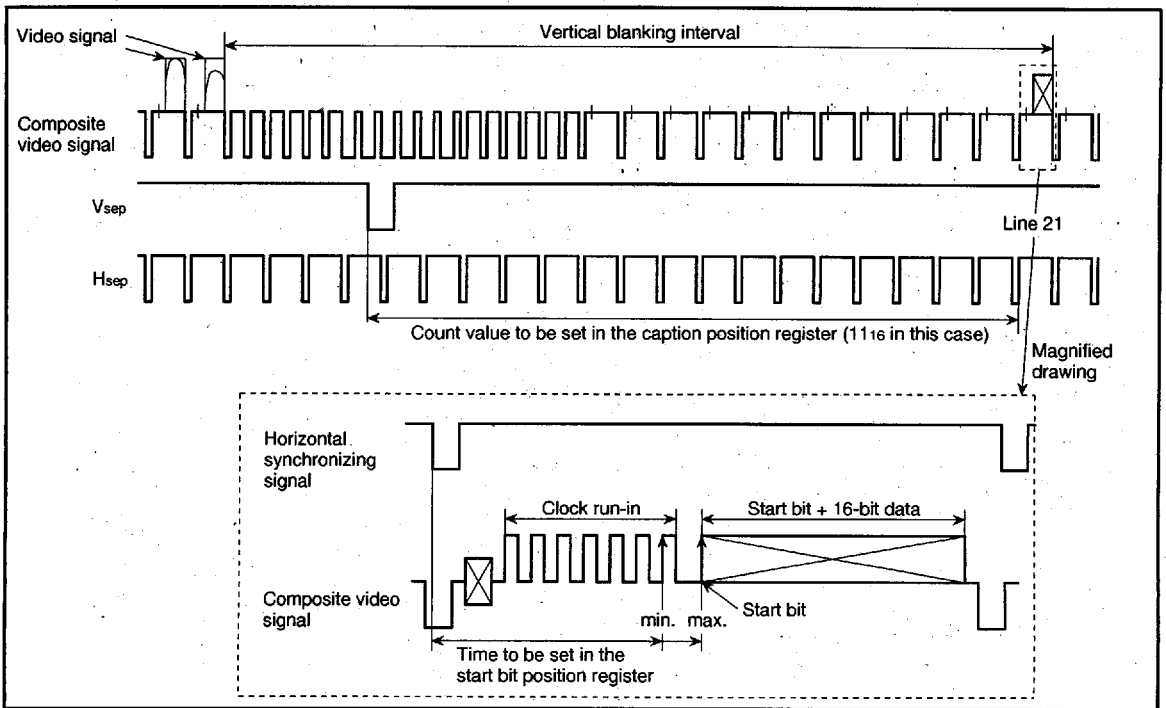 Video signal
Vertical blanking interval
Composite
video signal
Vsep
Line 21
Hsep
Count value to be set in the caption position register (1116 in this case)
Magnified
drawing
Horizontal
synchronizing
signal
Clock run-in
Start bit + 16-bit data
Composite video
signal
min.
max.
Start bit
Time to be set in the
start bit position register